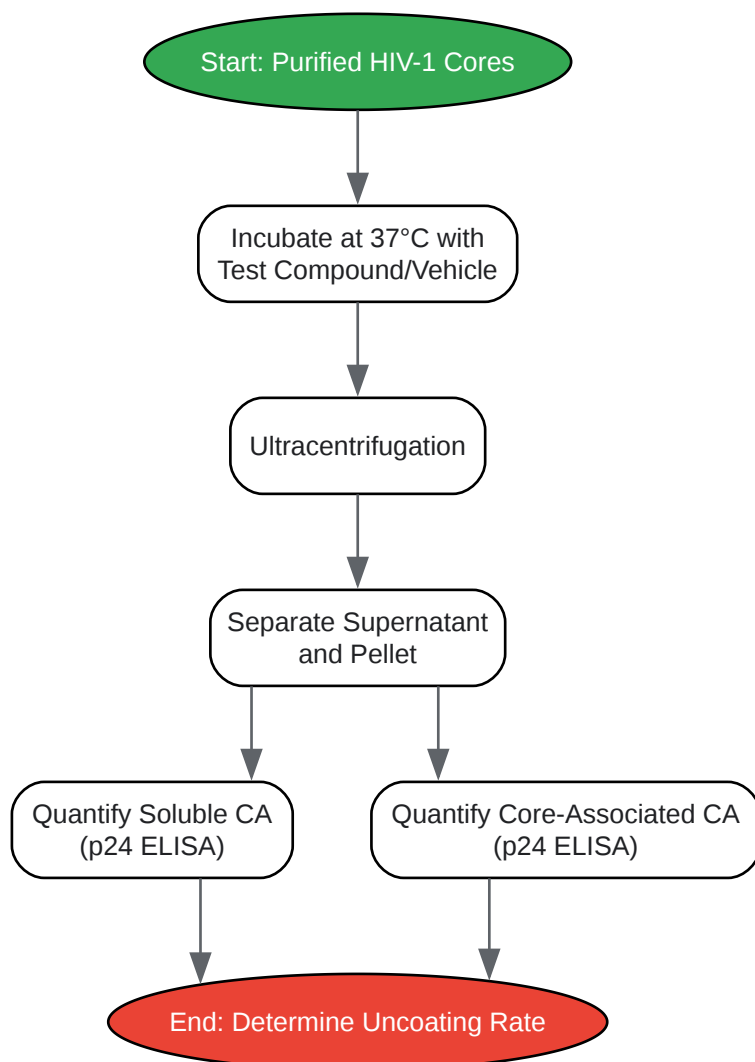 Start: Purified HIV-1 Cores
Incubate at 37°C with
Test Compound/Vehicle
Ultracentrifugation
Separate Supernatant
and Pellet
Quantify Soluble CA
(p24 ELISA)
Quantify Core-Associated CA
(p24 ELISA)
End: Determine Uncoating Rate